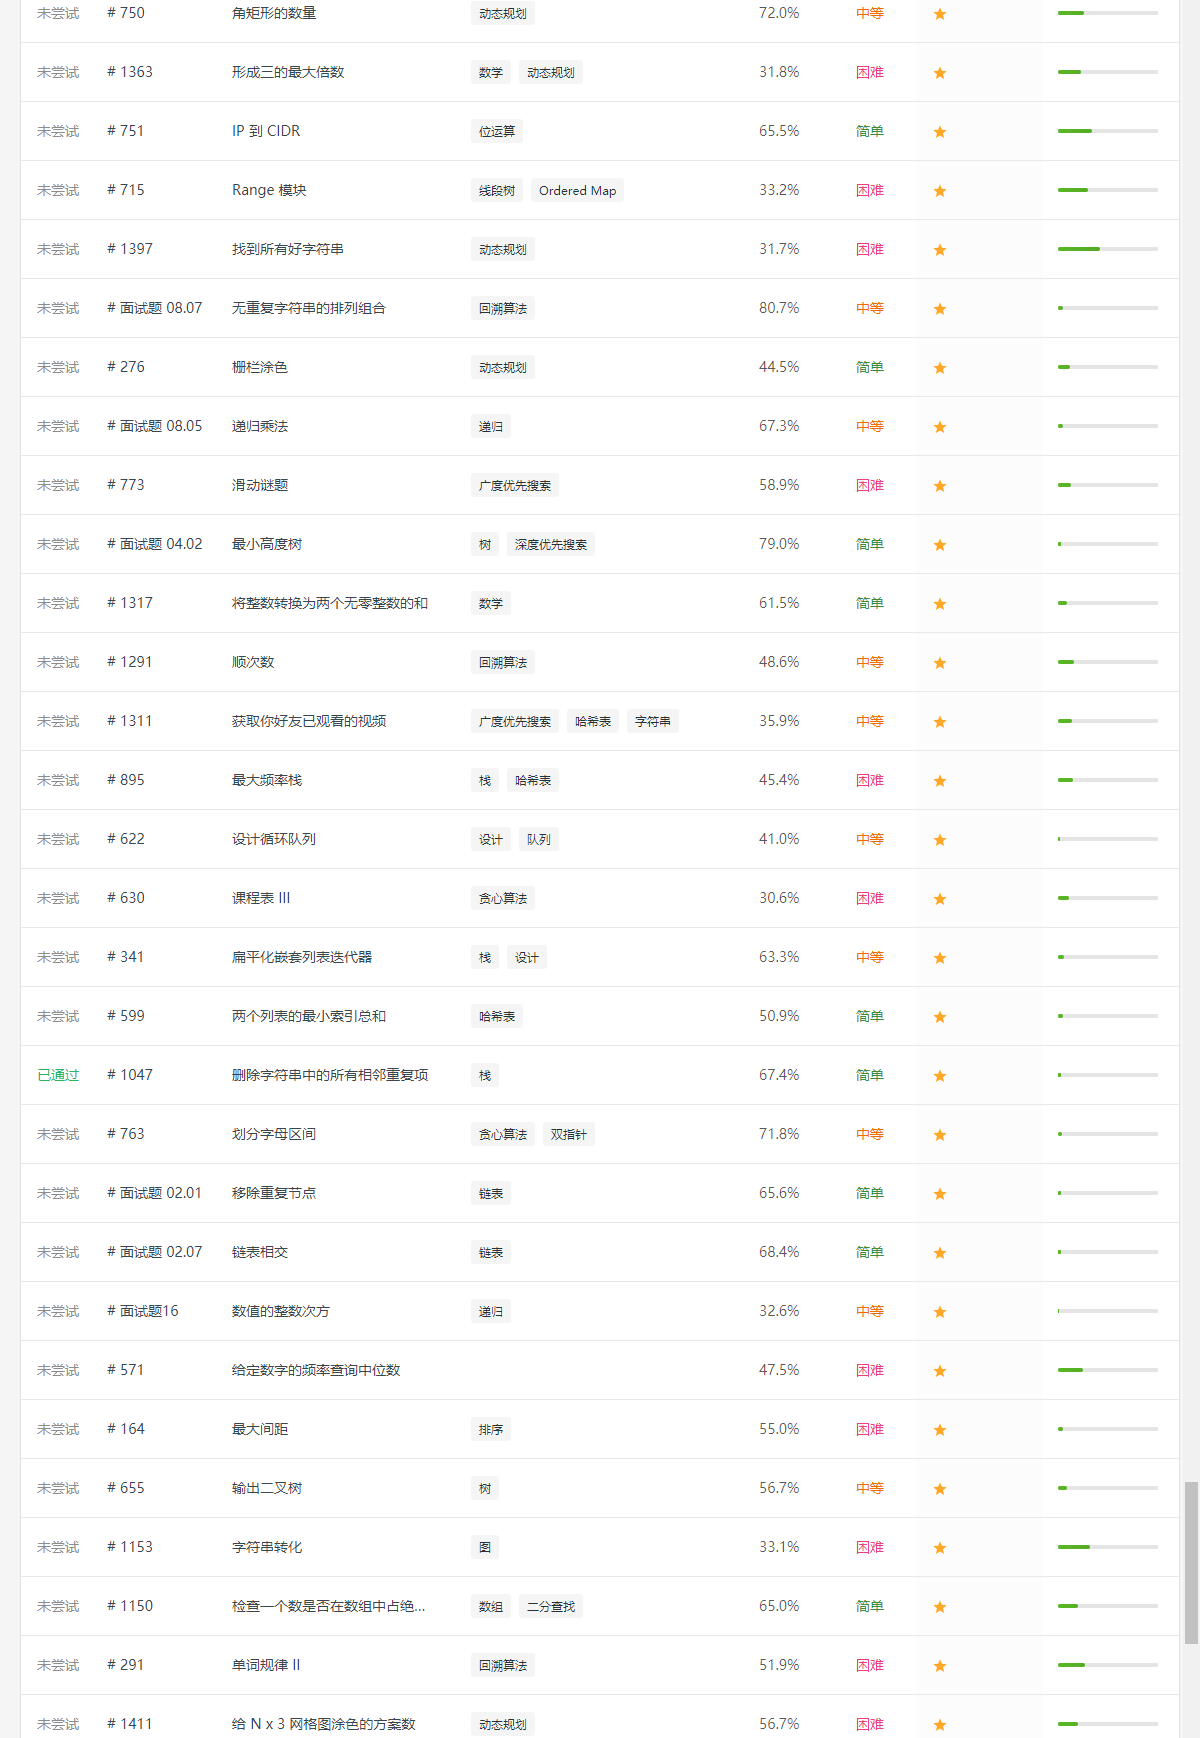 未尝试 # 750 角矩形的数量 动态规划 72.0% 中等
未尝试 # 1363 形成三的最大倍数 数学 动态规划 31.8% 困难
未尝试 # 751 IP 到 CIDR 位运算 65.5% 简单
未尝试 # 715 Range 模块 线段树 Ordered Map 33.2% 困难
未尝试 # 1397 找到所有好字符串 动态规划 31.7% 困难
未尝试 # 面试题 08.07 无重复字符串的排列组合 回溯算法 80.7% 中等
未尝试 # 276 栅栏涂色 动态规划 44.5% 简单
未尝试 # 面试题 08.05 递归乘法 递归 67.3% 中等
未尝试 # 773 滑动谜题 广度优先搜索 58.9% 困难
未尝试 # 面试题 04.02 最小高度树 树 深度优先搜索 79.0% 简单
未尝试 # 1317 将整数转换为两个无零整数的和 数学 61.5% 简单
未尝试 # 1291 顺次数 回溯算法 48.6% 中等
未尝试 # 1311 获取你好友已观看的视频 广度优先搜索 哈希表 字符串 35.9% 中等
未尝试 # 895 最大频率栈 栈 哈希表 45.4% 困难
未尝试 # 622 设计循环队列 设计 队列 41.0% 中等
未尝试 # 630 课程表 III 贪心算法 30.6% 困难
未尝试 # 341 扁平化嵌套列表迭代器 栈 设计 63.3% 中等
未尝试 # 599 两个列表的最小索引总和 哈希表 50.9% 简单
已通过 # 1047 删除字符串中的所有相邻重复项 栈 67.4% 简单
未尝试 # 763 划分字母区间 贪心算法 双指针 71.8% 中等
未尝试 # 面试题 02.01 移除重复节点 链表 65.6% 简单
未尝试 # 面试题 02.07 链表相交 链表 68.4% 简单
未尝试 # 面试题16 数值的整数次方 递归 32.6% 中等
未尝试 # 571 给定数字的频率查询中位数 47.5% 困难
未尝试 # 164 最大间距 排序 55.0% 困难
未尝试 # 655 输出二叉树 树 56.7% 中等
未尝试 # 1153 字符串转化 图 33.1% 困难
未尝试 # 1150 检查一个数是否在数组中占绝... 数组 二分查找 65.0% 简单
未尝试 # 291 单词规律 II 回溯算法 51.9% 困难
未尝试 # 1411 给 N x 3 网格图涂色的方案数 动态规划 56.7% 困难